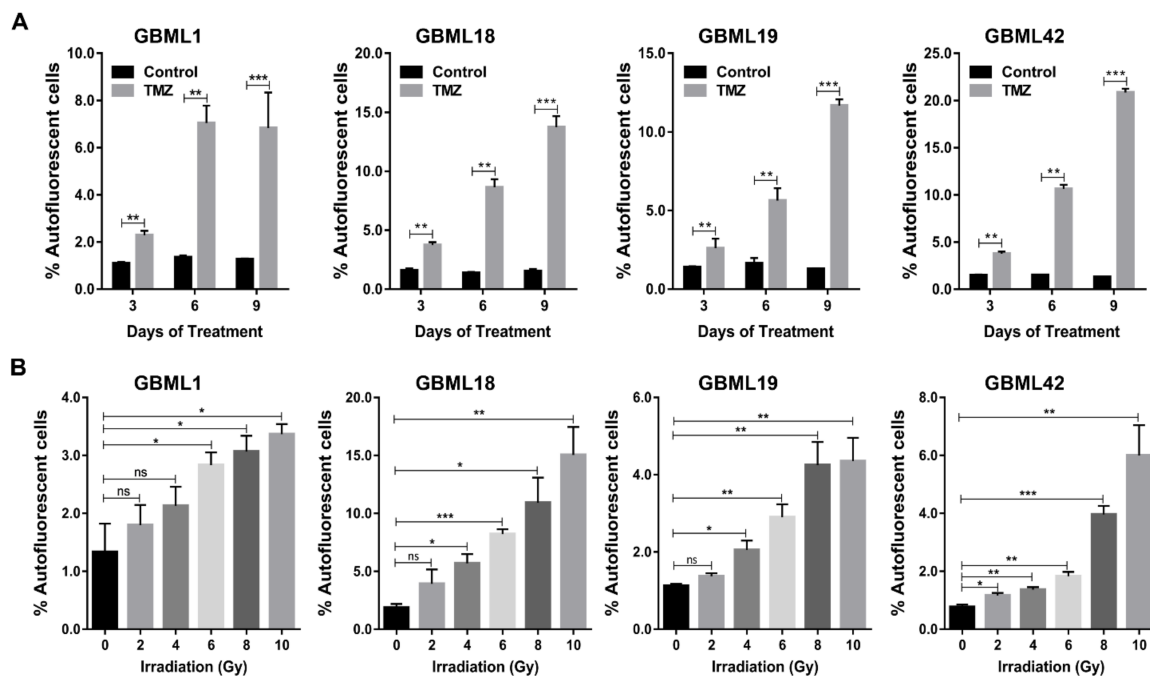 A
GBML1
% Autofluorescent cells
10.0
8.0
6.0
4.0
2.0
0.0
Control
TMZ
**
**
***
3 6 9
Days of Treatment
GBML18
% Autofluorescent cells
20.0
15.0
10.0
5.0
0.0
Control
TMZ
**
**
***
3 6 9
Days of Treatment
GBML19
% Autofluorescent cells
15.0
10.0
5.0
0.0
Control
TMZ
**
**
***
3 6 9
Days of Treatment
GBML42
% Autofluorescent cells
25.0
20.0
15.0
10.0
5.0
0.0
Control
TMZ
**
**
***
3 6 9
Days of Treatment
B
GBML1
% Autofluorescent cells
4.0
3.0
2.0
1.0
0.0
*
*
*
ns
ns
0 2 4 6 8 10
Irradiation (Gy)
GBML18
% Autofluorescent cells
20.0
15.0
10.0
5.0
0.0
**
*
***
*
ns
0 2 4 6 8 10
Irradiation (Gy)
GBML19
% Autofluorescent cells
6.0
4.0
2.0
0.0
**
**
**
*
ns
0 2 4 6 8 10
Irradiation (Gy)
GBML42
% Autofluorescent cells
8.0
6.0
4.0
2.0
0.0
**
***
**
**
*
0 2 4 6 8 10
Irradiation (Gy)